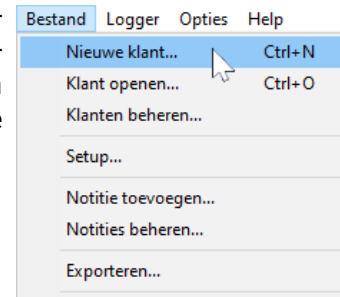 Bestand Logger Opties Help
Nieuwe klant... Ctrl+N
Klant openen... Ctrl+O
Klanten beheren...
Setup...
Notitie toevoegen...
Notities beheren...
Exporteren...